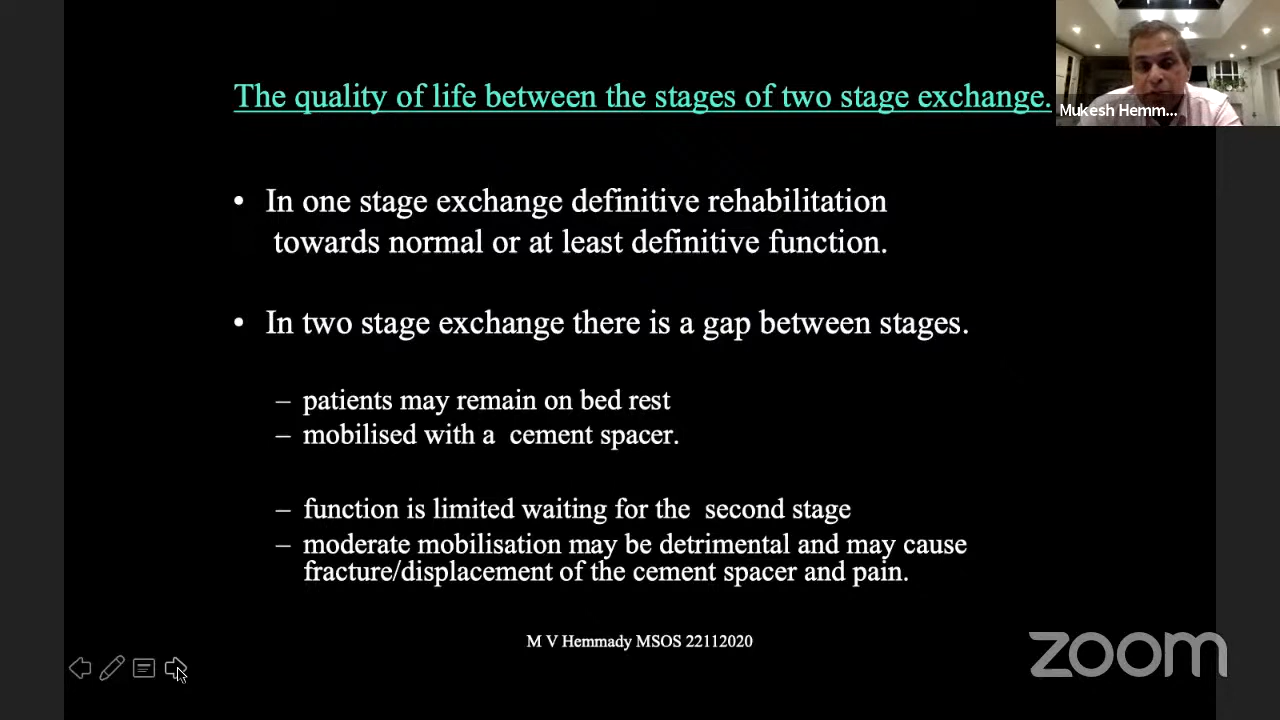 The quality of life between the stages of two stage exchange.
Mukesh Hemm...
• In one stage exchange definitive rehabilitation
towards normal or at least definitive function.
• In two stage exchange there is a gap between stages.
– patients may remain on bed rest
– mobilised with a cement spacer.
– function is limited waiting for the second stage
– moderate mobilisation may be detrimental and may cause
fracture/displacement of the cement spacer and pain.
M V Hemmady MSOS 22112020
zoom